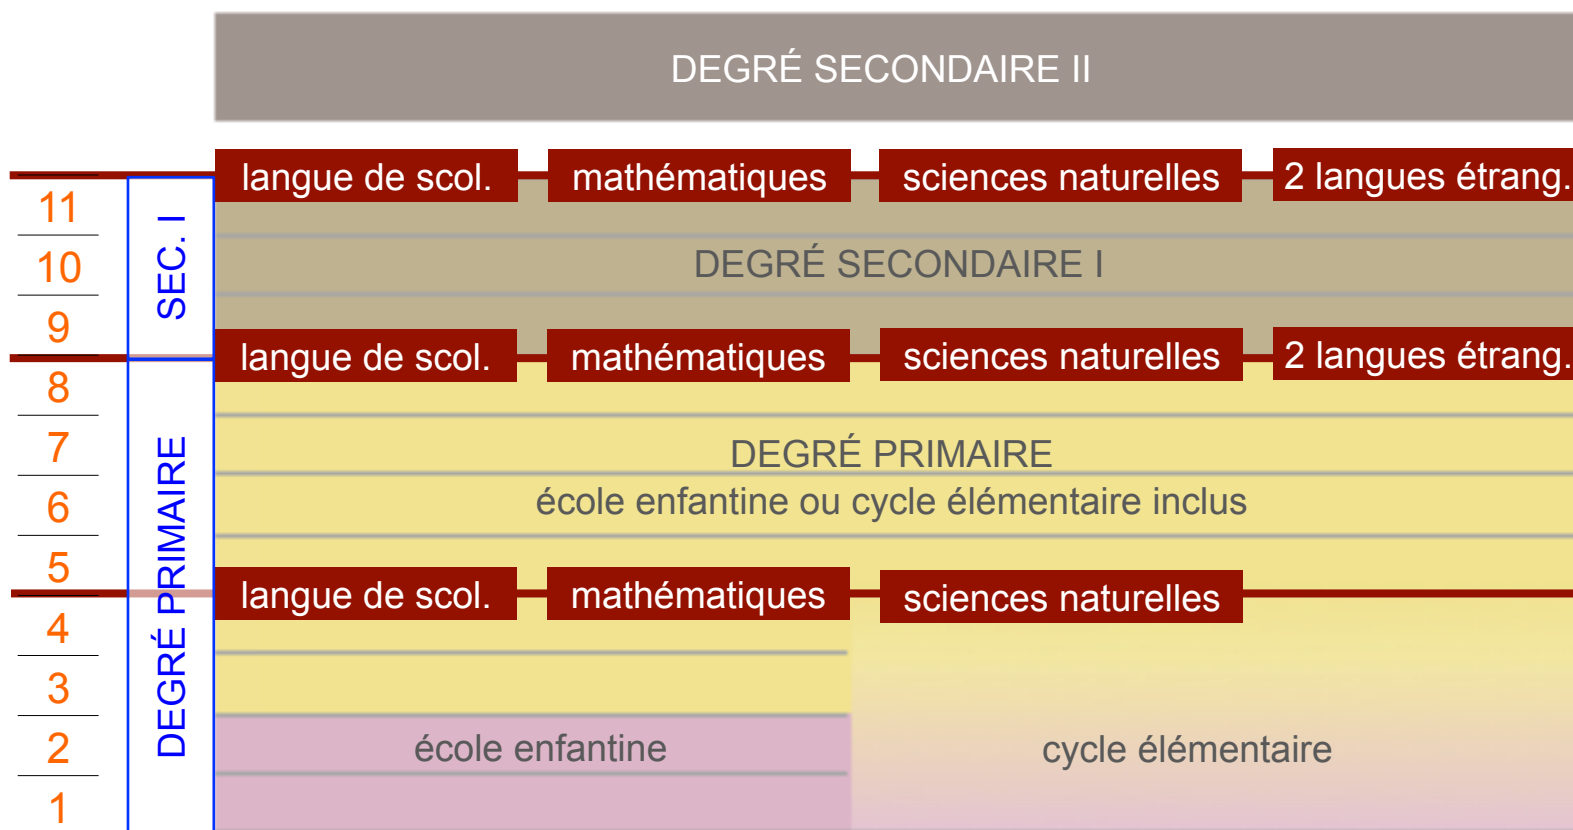 DEGRÉ SECONDAIRE II
langue de scol. mathématiques sciences naturelles 2 langues étrang.
11
SEC. I
10
DEGRÉ SECONDAIRE I
9
langue de scol. mathématiques sciences naturelles 2 langues étrang.
8
7
DEGRÉ PRIMAIRE
DEGRÉ PRIMAIRE
6
école enfantine ou cycle élémentaire inclus
5
langue de scol. mathématiques sciences naturelles
4
3
2
école enfantine cycle élémentaire
1